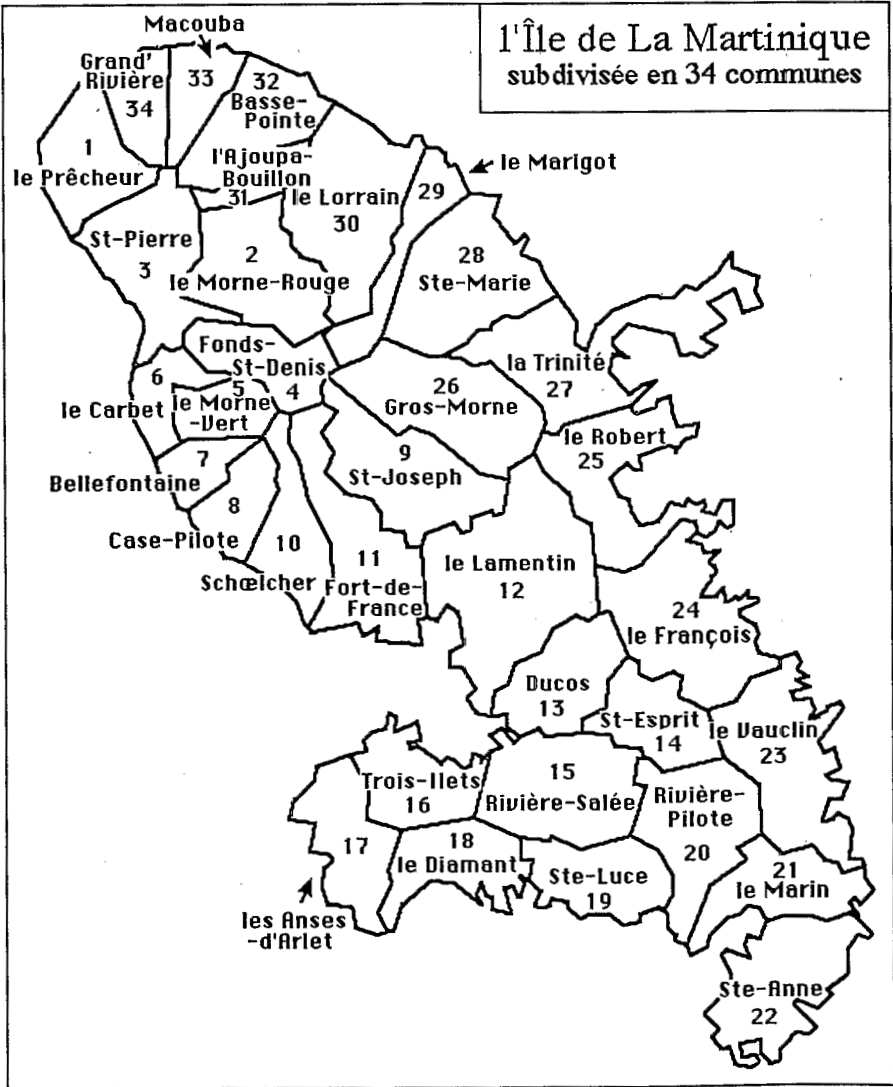 l'Île de La Martinique
subdivisée en 34 communes
Macouba
33
Grand'
Rivière
34
32
Basse-
Pointe
1
le Prêcheur
l'Ajoupa-
Bouillon
31
le Lorrain
30
29
le Marigot
St-Pierre
3
2
le Morne-Rouge
28
Ste-Marie
Fonds-
St-Denis
4
la Trinité
27
6
le Carbet
5
le Morne
-Vert
26
Gros-Morne
le Robert
25
7
Bellefontaine
9
St-Joseph
8
Case-Pilote
10
Schœlcher
11
Fort-de-
France
le Lamentin
12
24
le François
Ducos
13
St-Esprit
14
le Vauclin
23
Trois-Ilets
16
15
Rivière-Salée
Rivière-
Pilote
20
17
les Anses
-d'Arlet
18
le Diamant
Ste-Luce
19
21
le Marin
Ste-Anne
22